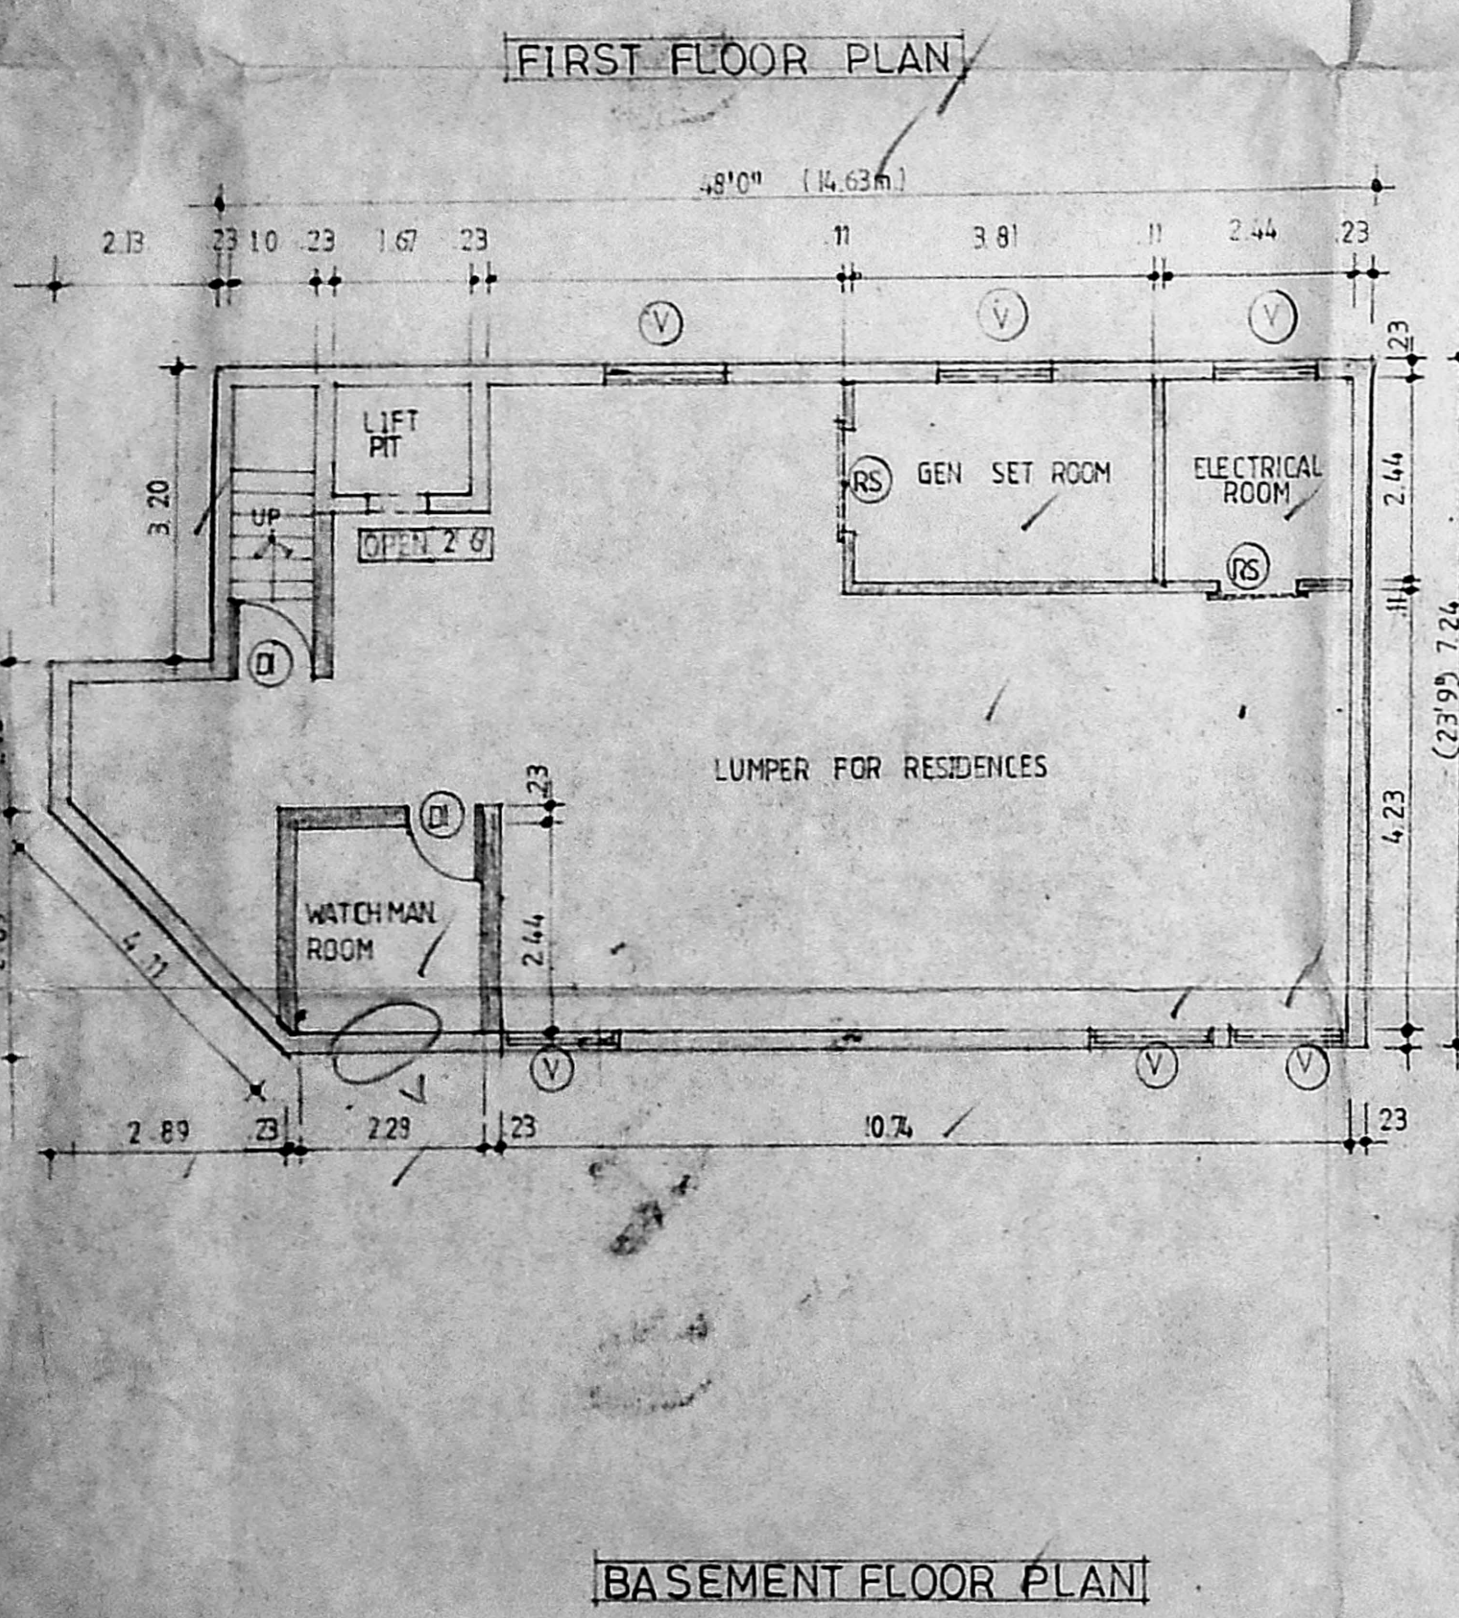 FIRST FLOOR PLAN
48'0" (14.63m)
2.13 .23 1.0 .23 1.67 .23 .11 3.81 .11 2.44 .23
V V V
.23
LIFT
PIT
GEN SET ROOM
ELECTRICAL
ROOM
RS
RS
2.44
3.20
UP
OPEN 2'6"
.11
D1
(23'9") 7.24
LUMPER FOR RESIDENCES
.23
D1
4.23
WATCHMAN
ROOM
2.44
4.11
V V V
2.89 .23 2.29 .23 10.74 .23
BASEMENT FLOOR PLAN